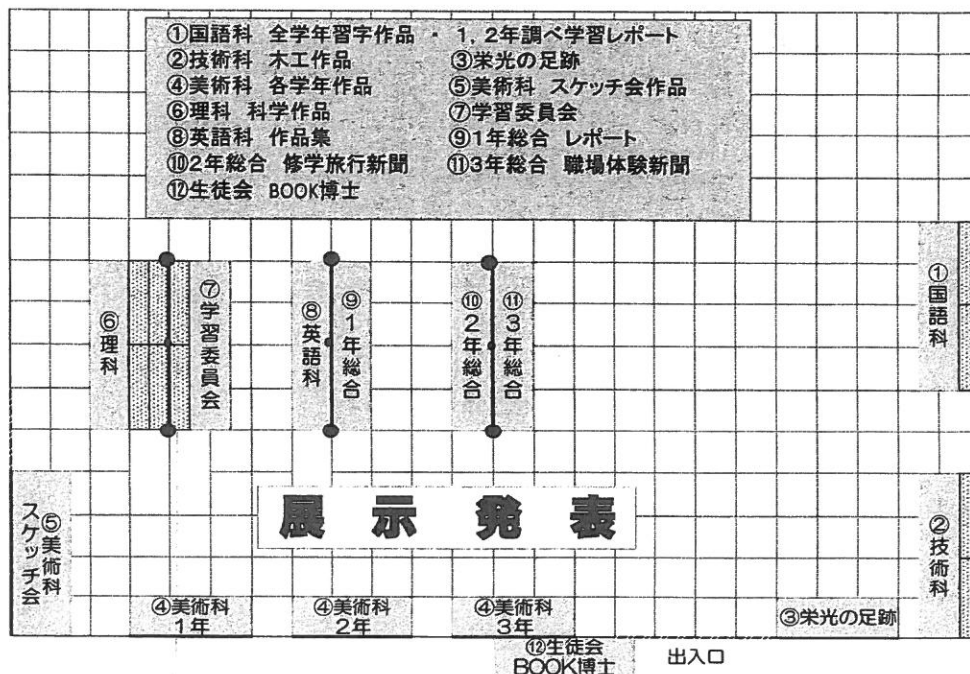 ①国語科 全学年習字作品 ・ 1,2年調べ学習レポート
②技術科 木工作品 ③栄光の足跡
④美術科 各学年作品 ⑤美術科 スケッチ会作品
⑥理科 科学作品 ⑦学習委員会
⑧英語科 作品集 ⑨1年総合 レポート
⑩2年総合 修学旅行新聞 ⑪3年総合 職場体験新聞
⑫生徒会 BOOK博士
⑥理科
⑦学習委員会
⑧英語科
⑨1年総合
⑩2年総合
⑪3年総合
①国語科
展示発表
⑤美術科
スケッチ会
②技術科
④美術科
1年
④美術科
2年
④美術科
3年
③栄光の足跡
⑫生徒会
BOOK博士
出入口